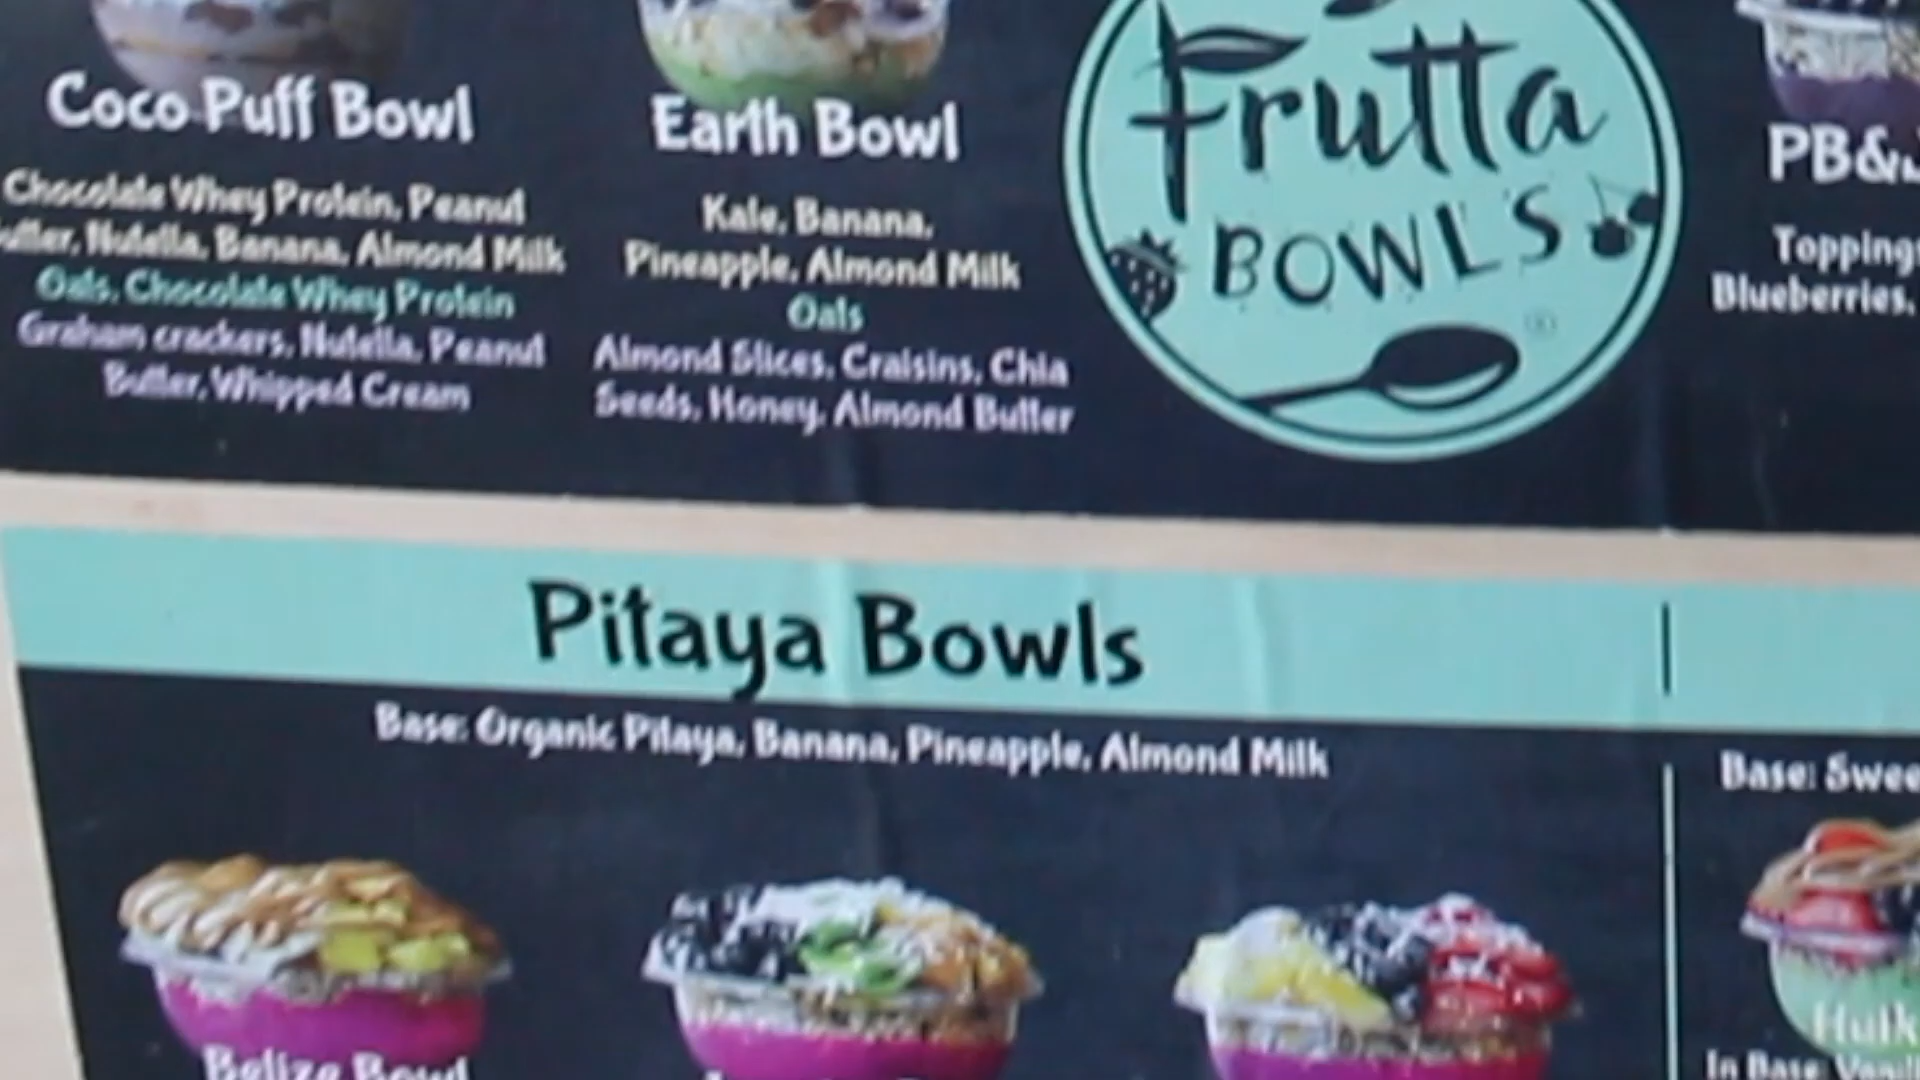 Coco Puff Bowl
Chocolate Whey Protein, Peanut
Butter, Nutella, Banana, Almond Milk
Oats, Chocolate Whey Protein
Graham crackers, Nutella, Peanut
Butter, Whipped Cream
Earth Bowl
Kale, Banana,
Pineapple, Almond Milk
Oats
Almond Slices, Craisins, Chia
Seeds, Honey, Almond Butter
Frutta
BOWLS
®
PB&J
Toppings
Blueberries,
Pitaya Bowls
Base: Organic Pitaya, Banana, Pineapple, Almond Milk
Belize Bowl
Base:
Hulk
In Base